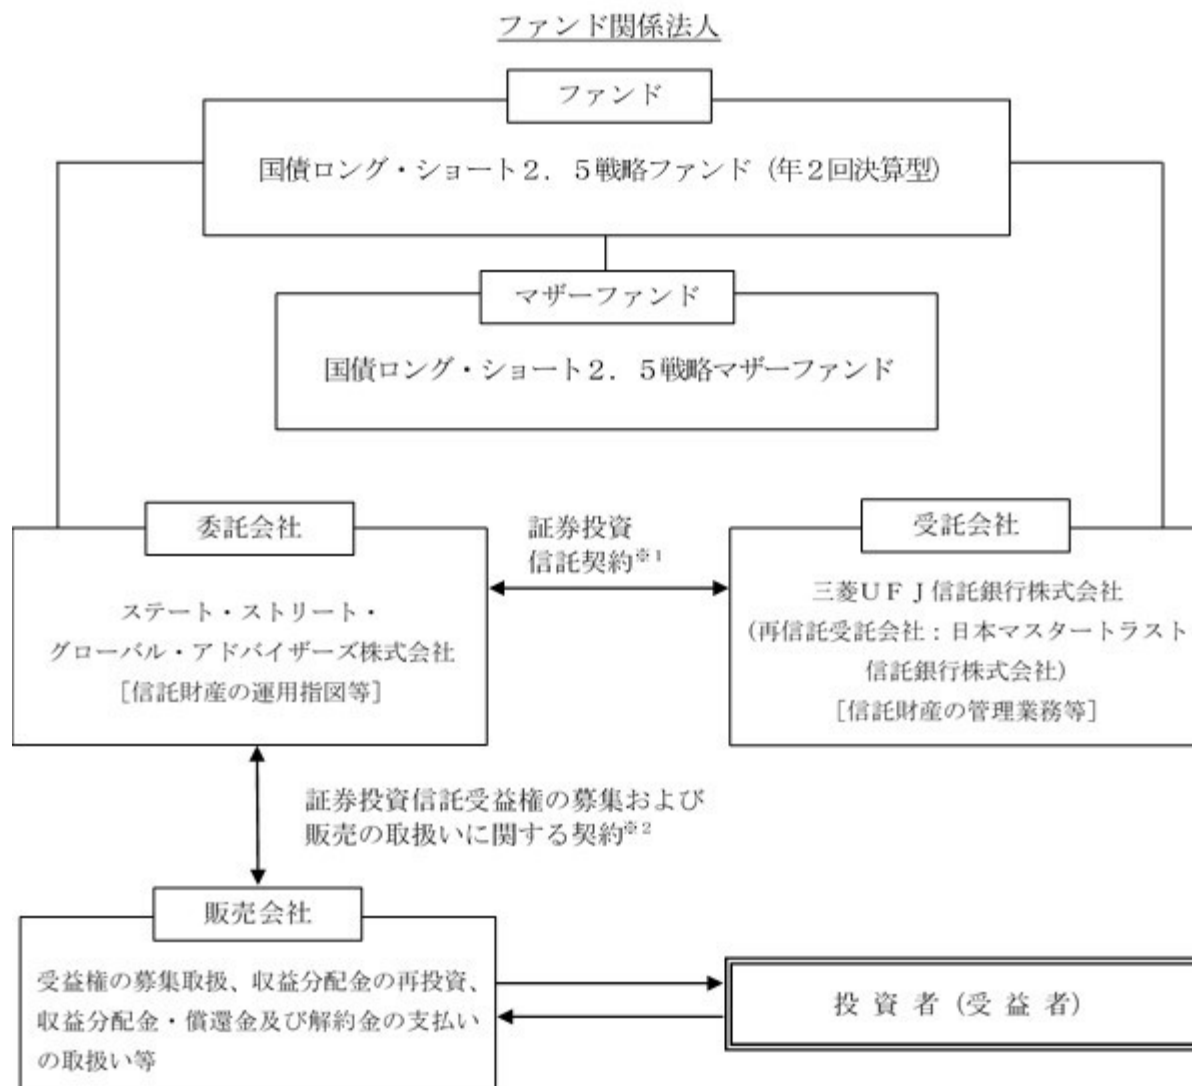 ファンド関係法人
ファンド
国債ロング・ショート２．５戦略ファンド（年２回決算型）
マザーファンド
国債ロング・ショート２．５戦略マザーファンド
委託会社
ステート・ストリート・
グローバル・アドバイザーズ株式会社
［信託財産の運用指図等］
証券投資
信託契約※1
受託会社
三菱ＵＦＪ信託銀行株式会社
（再信託受託会社：日本マスタートラスト
信託銀行株式会社）
［信託財産の管理業務等］
証券投資信託受益権の募集および
販売の取扱いに関する契約※2
販売会社
受益権の募集取扱、収益分配金の再投資、
収益分配金・償還金及び解約金の支払い
の取扱い等
投資者（受益者）